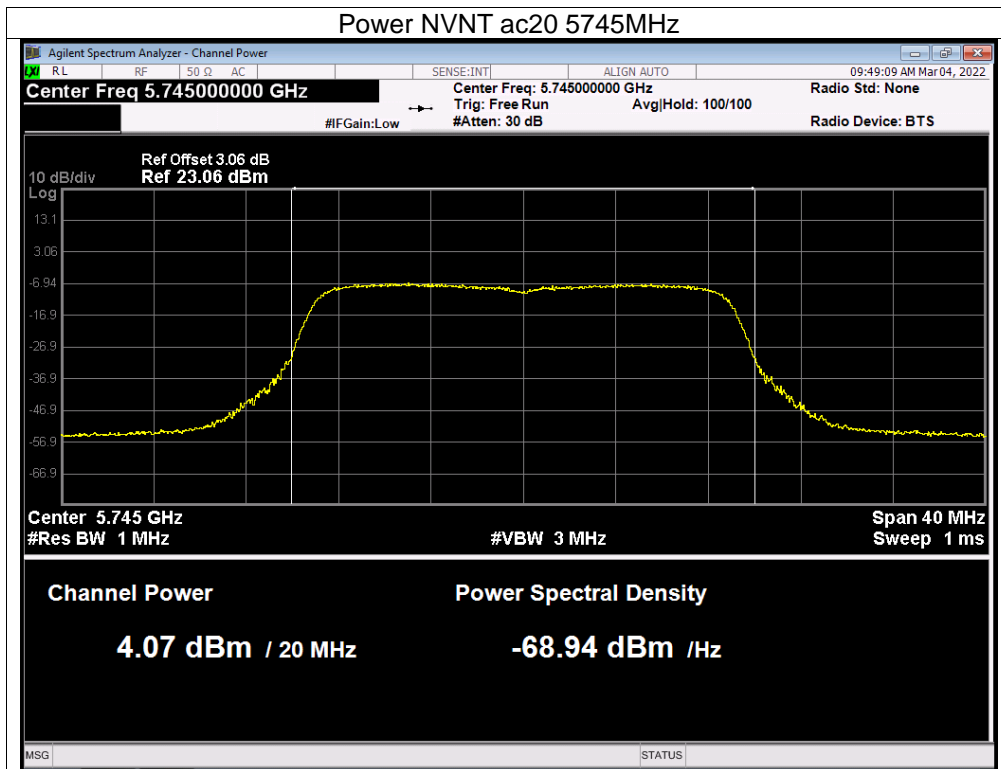 Power NVNT ac20 5745MHz
Agilent Spectrum Analyzer - Channel Power
LXI RL RF 50 Ω AC SENSE:INT ALIGN AUTO 09:49:09 AM Mar 04, 2022
Center Freq 5.745000000 GHz Center Freq: 5.745000000 GHz Radio Std: None
Trig: Free Run Avg|Hold: 100/100
#IFGain:Low #Atten: 30 dB Radio Device: BTS
Ref Offset 3.06 dB
10 dB/div Ref 23.06 dBm
Log
13.1
3.06
-6.94
-16.9
-26.9
-36.9
-46.9
-56.9
-66.9
Center 5.745 GHz Span 40 MHz
#Res BW 1 MHz #VBW 3 MHz Sweep 1 ms
Channel Power Power Spectral Density
4.07 dBm / 20 MHz -68.94 dBm /Hz
MSG STATUS